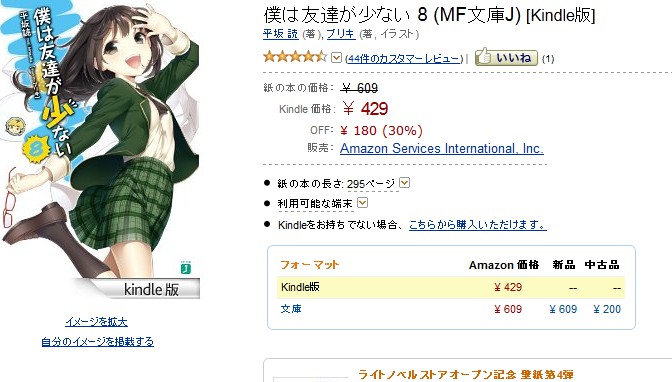 僕は友達が少ない
平坂読
8
J
kindle 版
イメージを拡大
自分のイメージを掲載する
僕は友達が少ない 8 (MF文庫J) [Kindle版]
平坂 読 (著), ブリキ (著, イラスト)
(44件のカスタマーレビュー) | いいね (1)
紙の本の価格: ￥ 609
Kindle 価格: ￥ 429
OFF: ￥ 180 (30%)
販売: Amazon Services International, Inc.
紙の本の長さ: 295ページ
利用可能な端末
Kindleをお持ちでない場合、こちらから購入いただけます。
フォーマット Amazon 価格 新品 中古品
Kindle版 ￥ 429 -- --
文庫 ￥ 609 ￥ 609 ￥ 200
ライトノベルストアオープン記念 壁紙第4弾